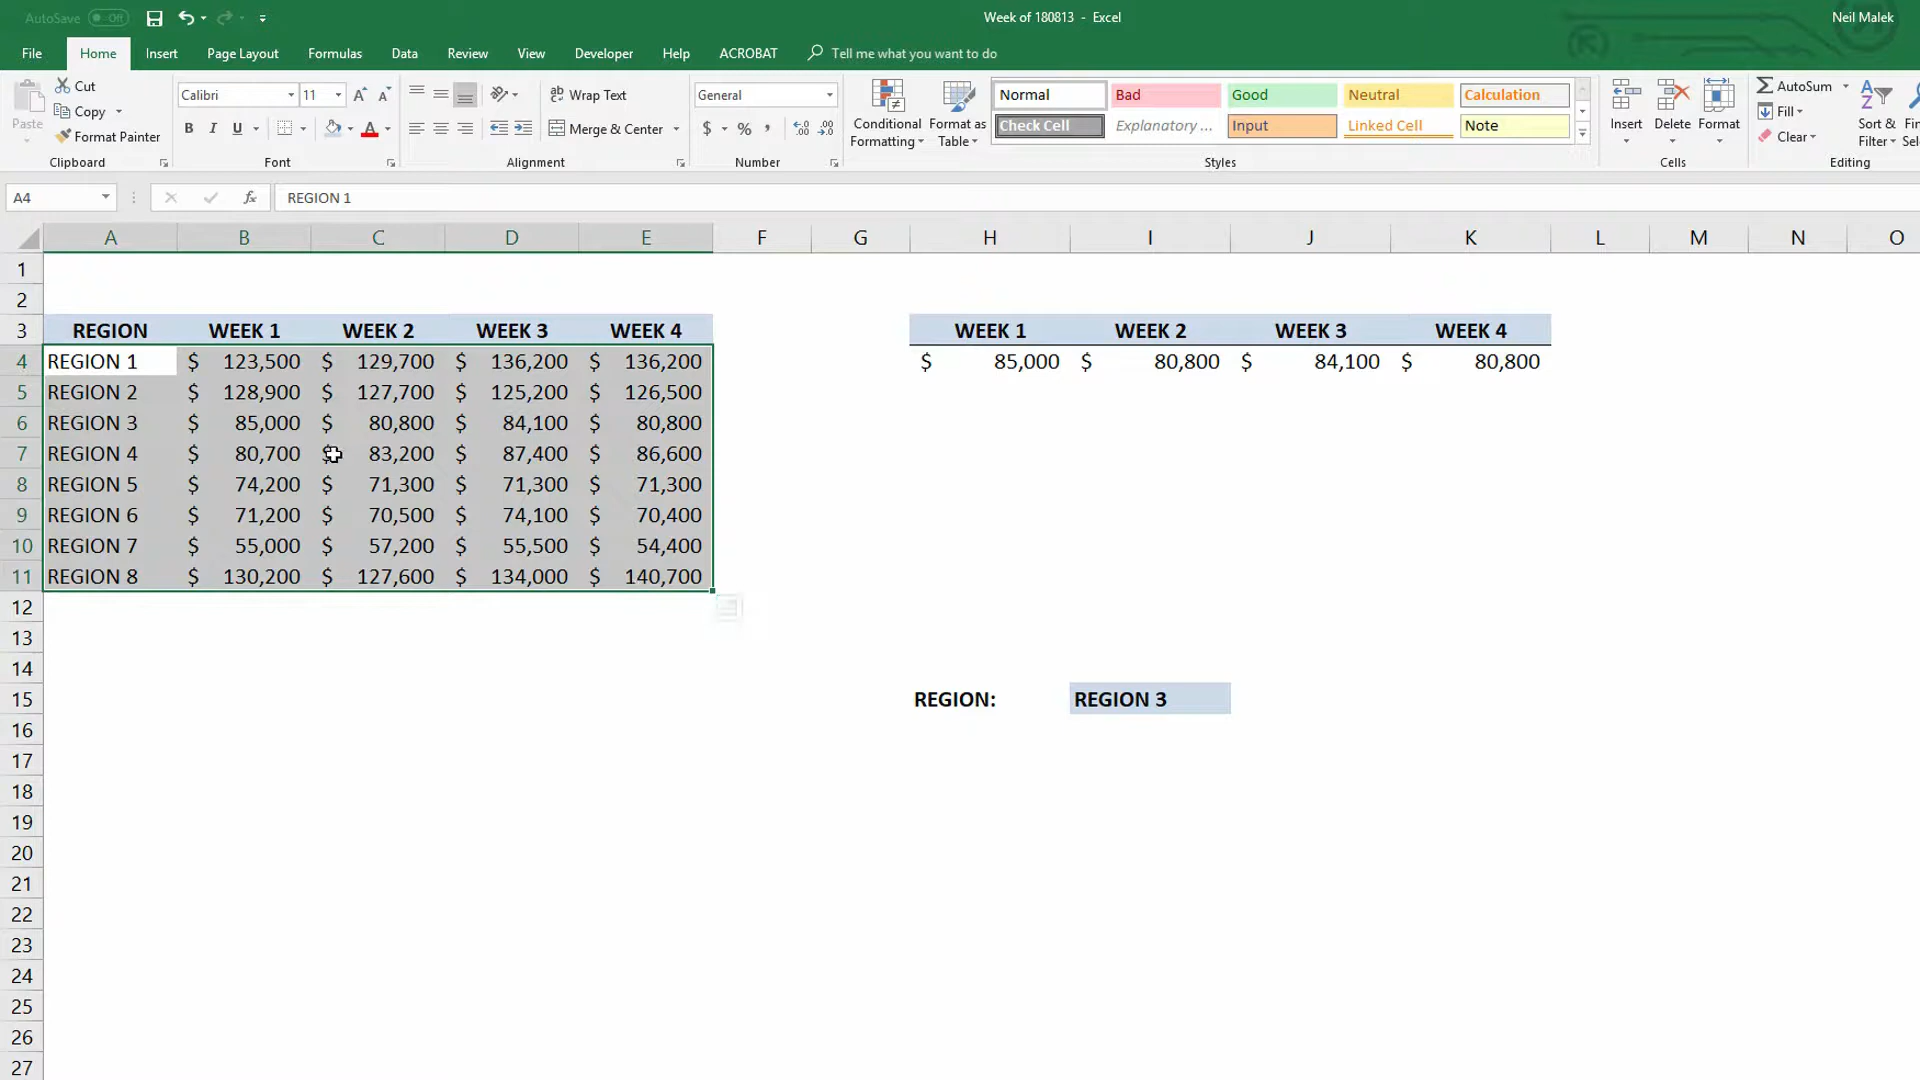 AutoSave Off
Week of 180813 - Excel
Neil Malek
File Home Insert Page Layout Formulas Data Review View Developer Help ACROBAT Tell me what you want to do
Paste
Cut
Copy
Format Painter
Clipboard
Calibri 11
B I U
Font
Wrap Text
Merge & Center
Alignment
General
$ % ,
Number
Conditional Formatting
Format as Table
Normal Bad Good Neutral Calculation
Check Cell Explanatory ... Input Linked Cell Note
Styles
Insert Delete Format
Cells
AutoSum
Fill
Clear
Sort & Filter
Editing
A4 fx REGION 1
A B C D E F G H I J K L M N O
1
2
3 REGION WEEK 1 WEEK 2 WEEK 3 WEEK 4 WEEK 1 WEEK 2 WEEK 3 WEEK 4
4 REGION 1 $ 123,500 $ 129,700 $ 136,200 $ 136,200 $ 85,000 $ 80,800 $ 84,100 $ 80,800
5 REGION 2 $ 128,900 $ 127,700 $ 125,200 $ 126,500
6 REGION 3 $ 85,000 $ 80,800 $ 84,100 $ 80,800
7 REGION 4 $ 80,700 $ 83,200 $ 87,400 $ 86,600
8 REGION 5 $ 74,200 $ 71,300 $ 71,300 $ 71,300
9 REGION 6 $ 71,200 $ 70,500 $ 74,100 $ 70,400
10 REGION 7 $ 55,000 $ 57,200 $ 55,500 $ 54,400
11 REGION 8 $ 130,200 $ 127,600 $ 134,000 $ 140,700
12
13
14
15 REGION: REGION 3
16
17
18
19
20
21
22
23
24
25
26
27